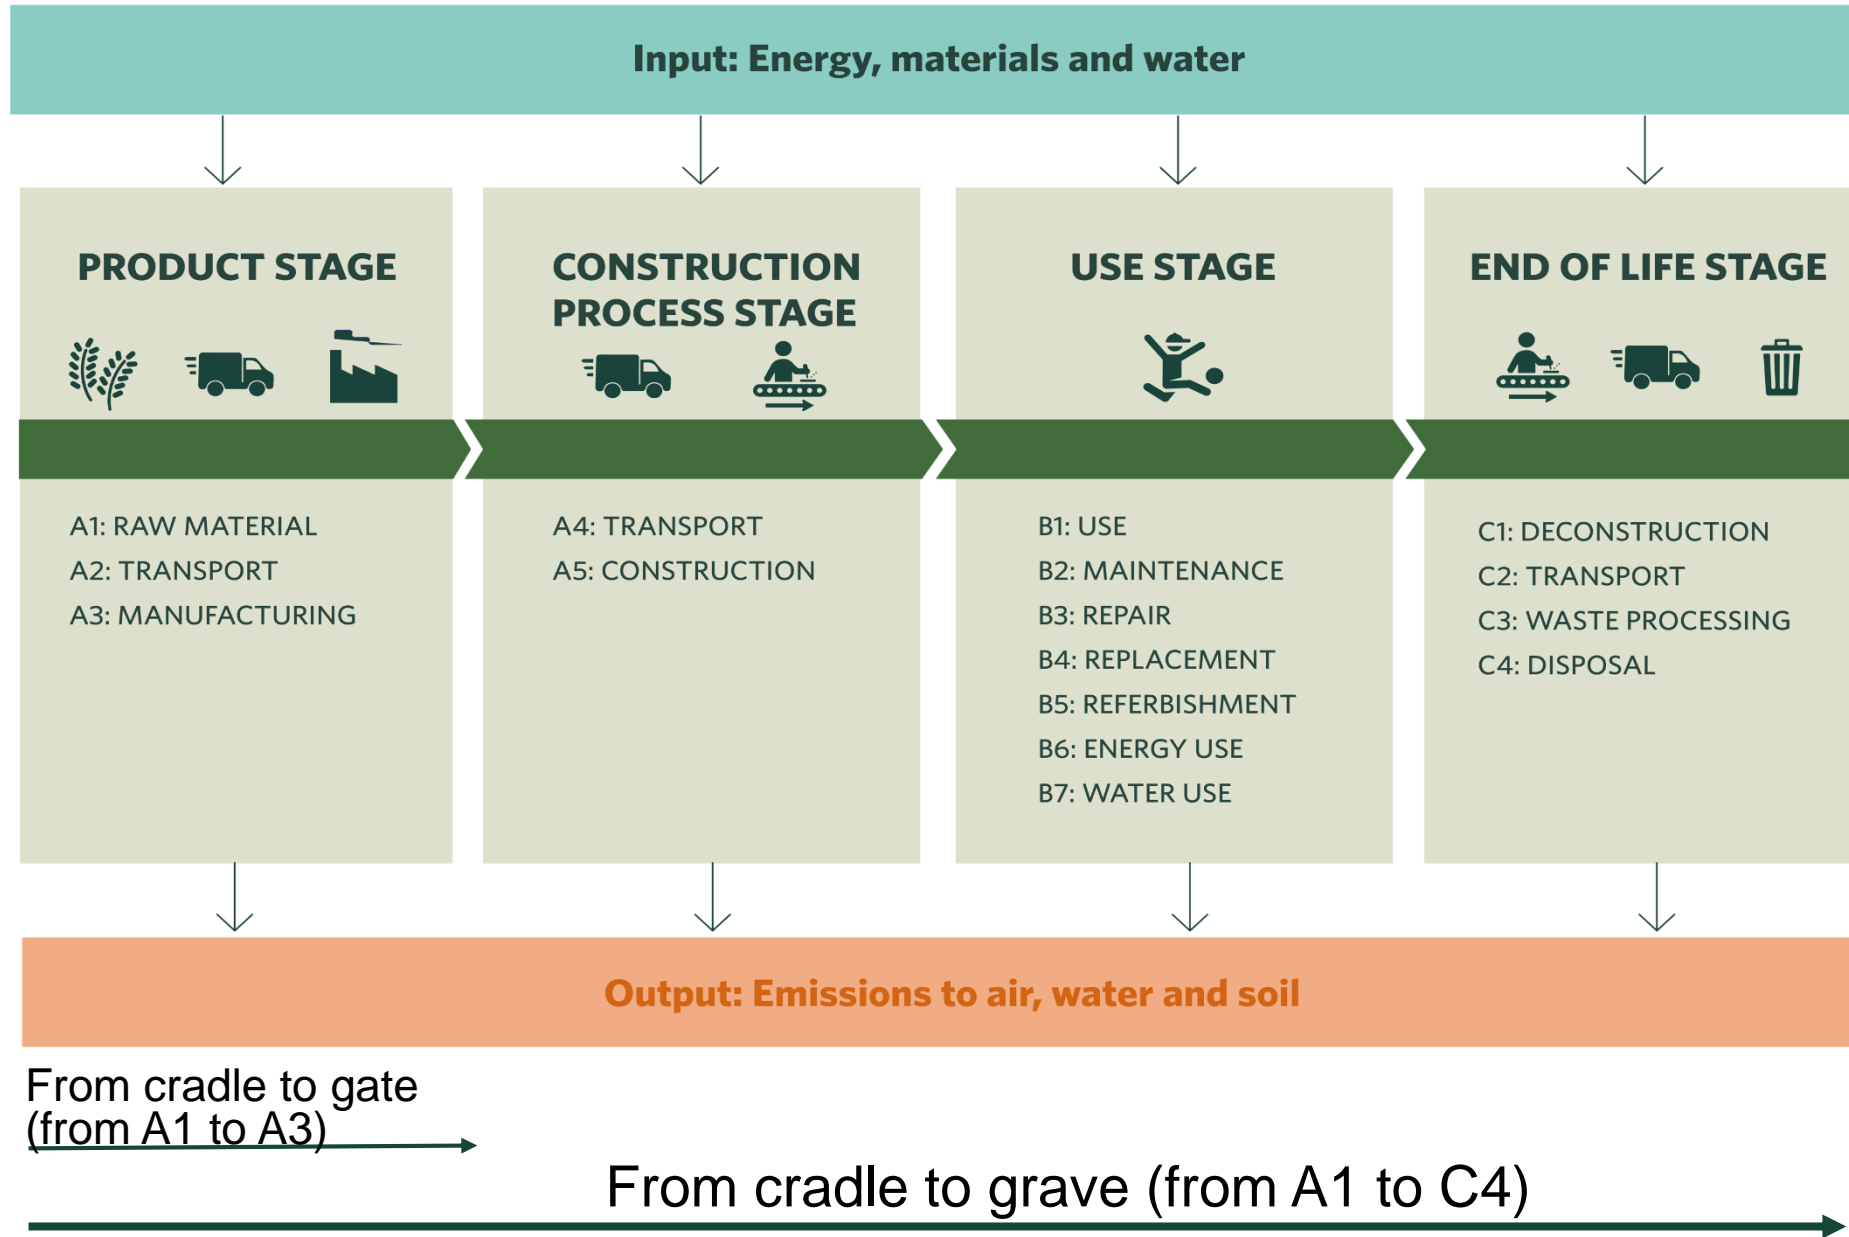 Input: Energy, materials and water
PRODUCT STAGE
A1: RAW MATERIAL
A2: TRANSPORT
A3: MANUFACTURING
CONSTRUCTION
PROCESS STAGE
A4: TRANSPORT
A5: CONSTRUCTION
USE STAGE
B1: USE
B2: MAINTENANCE
B3: REPAIR
B4: REPLACEMENT
B5: REFERBISHMENT
B6: ENERGY USE
B7: WATER USE
END OF LIFE STAGE
C1: DECONSTRUCTION
C2: TRANSPORT
C3: WASTE PROCESSING
C4: DISPOSAL
Output: Emissions to air, water and soil
From cradle to gate
(from A1 to A3)
From cradle to grave (from A1 to C4)